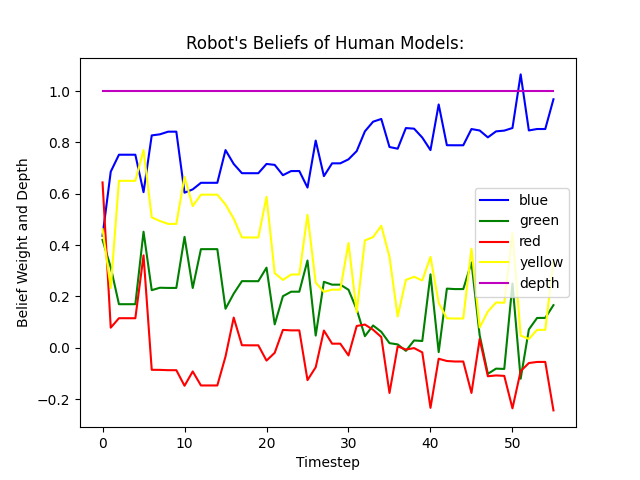 Robot's Beliefs of Human Models:
Belief Weight and Depth
1.0
0.8
0.6
0.4
0.2
0.0
−0.2
blue
green
red
yellow
depth
0 10 20 30 40 50
Timestep